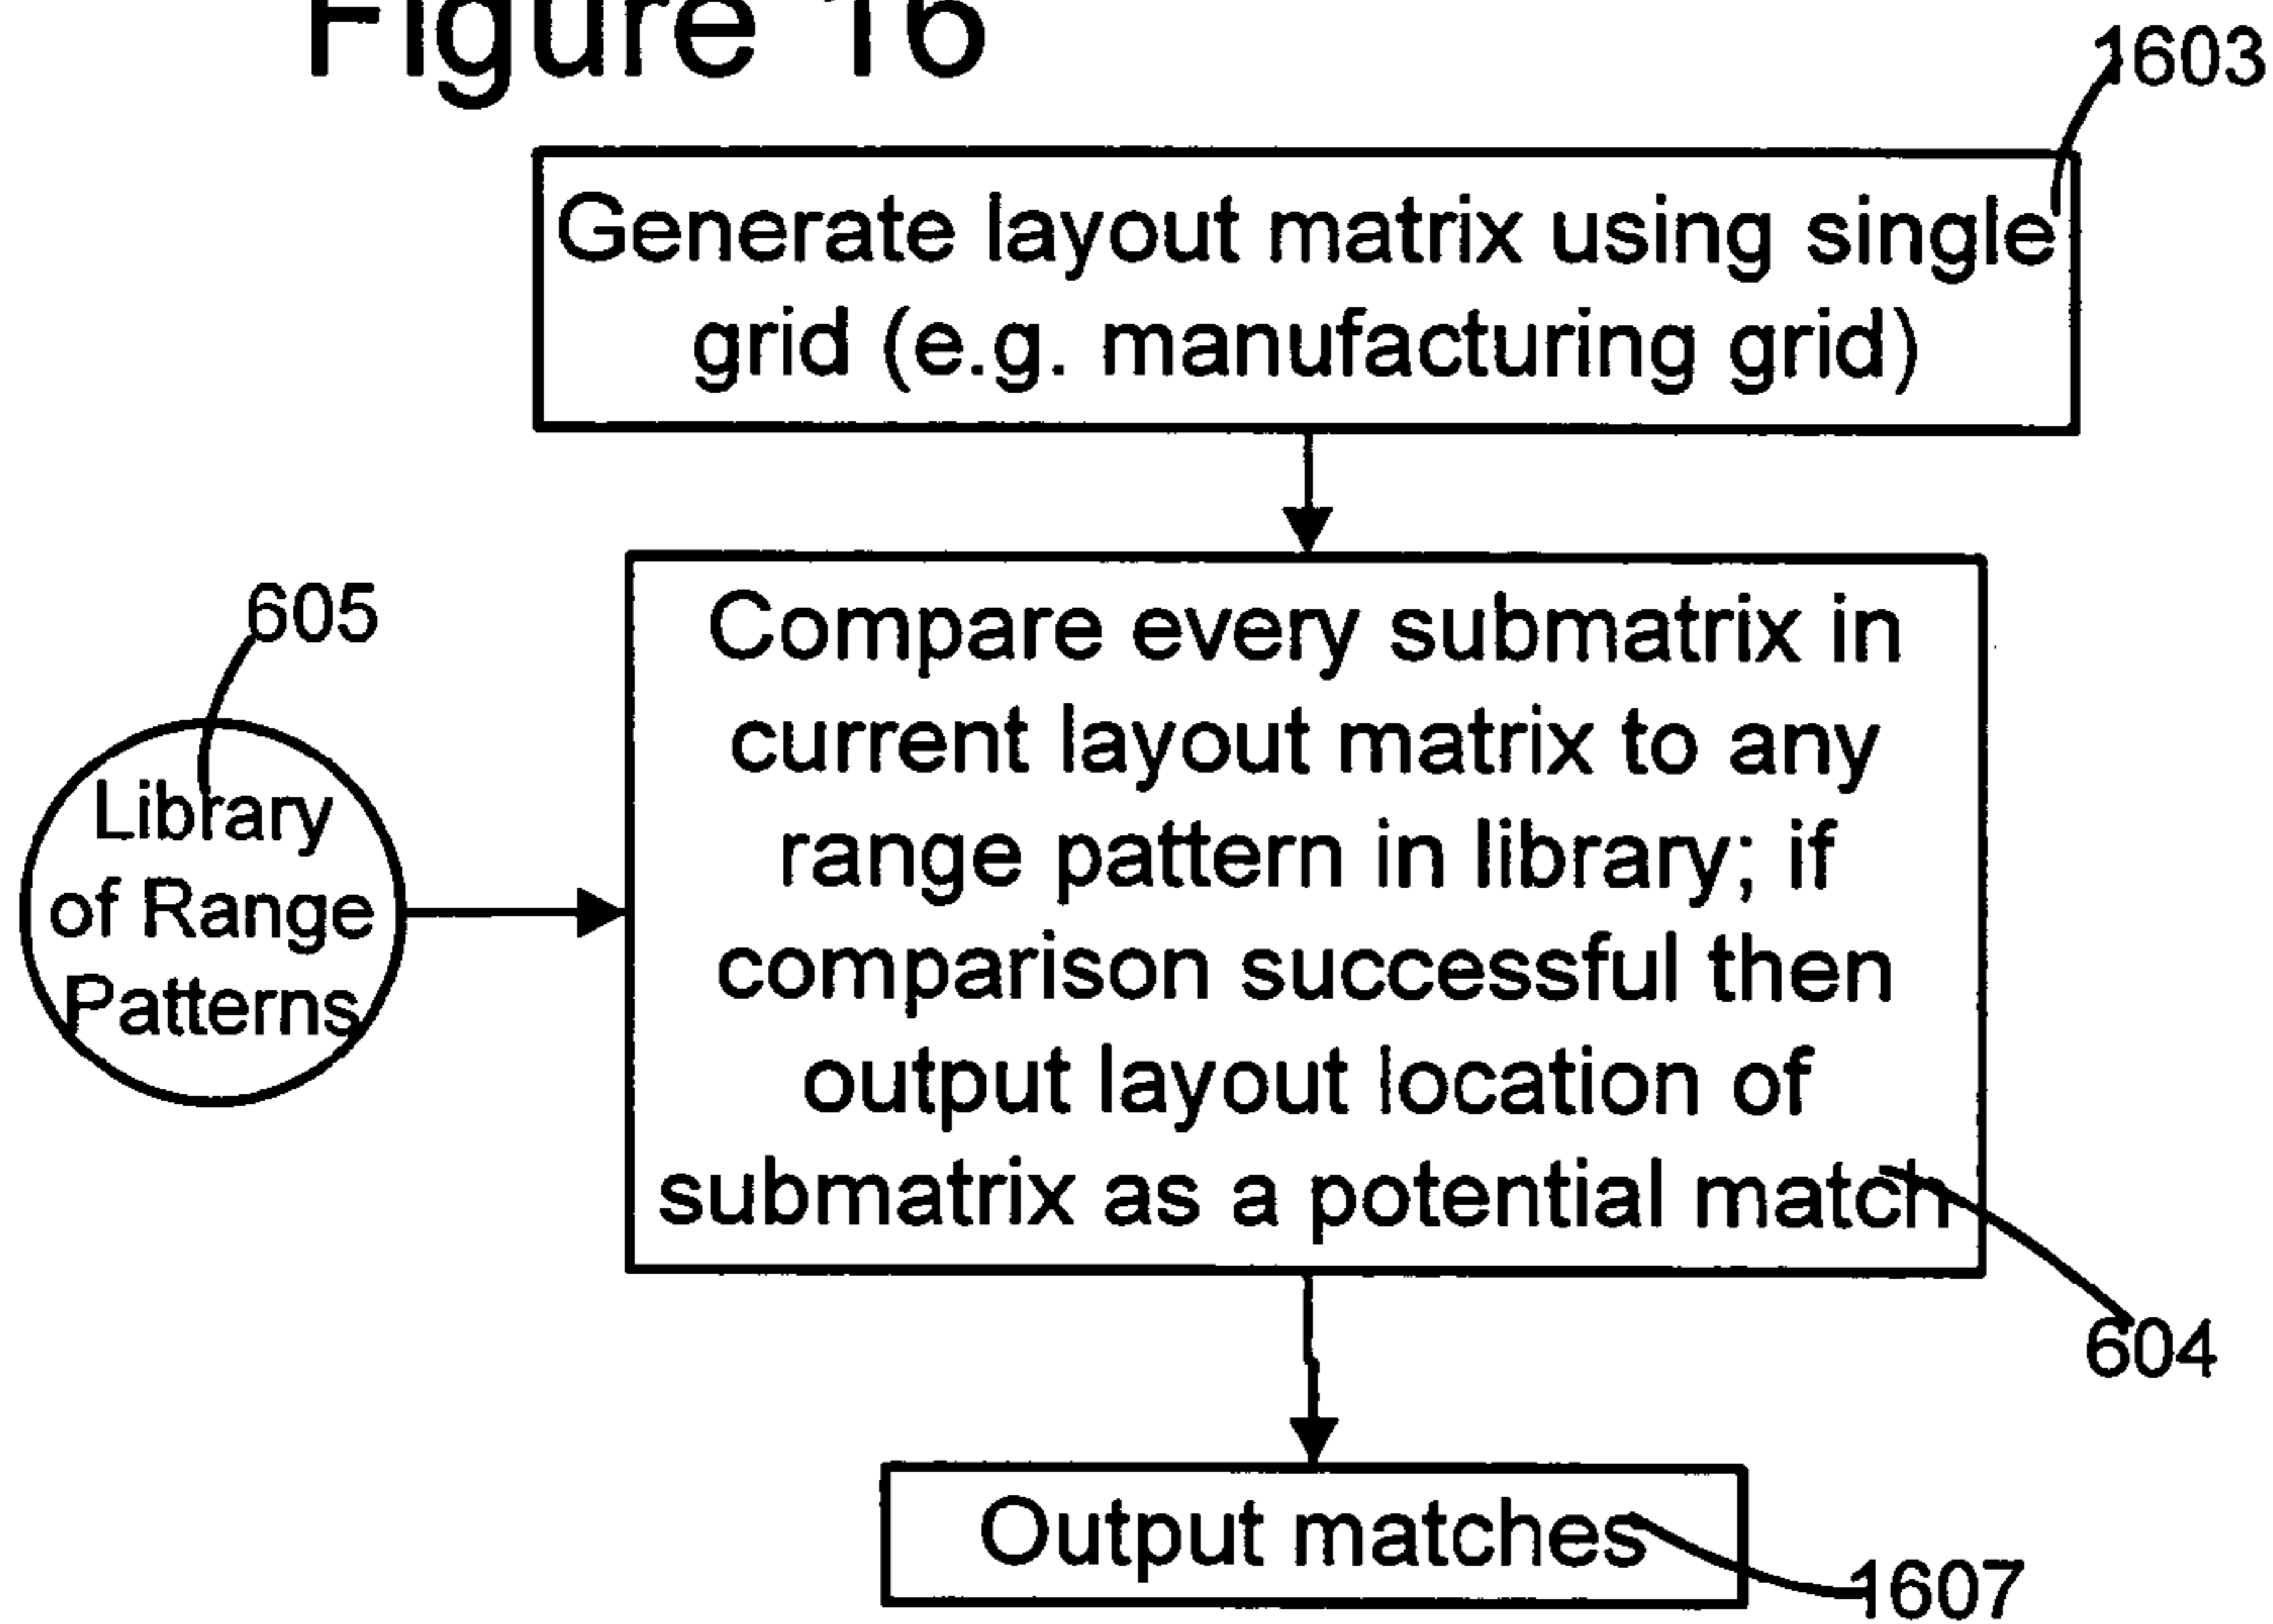 Figure 16
1603
Generate layout matrix using single
grid (e.g. manufacturing grid)
605
Library
of Range
Patterns
Compare every submatrix in
current layout matrix to any
range pattern in library; if
comparison successful then
output layout location of
submatrix as a potential match
604
Output matches
1607